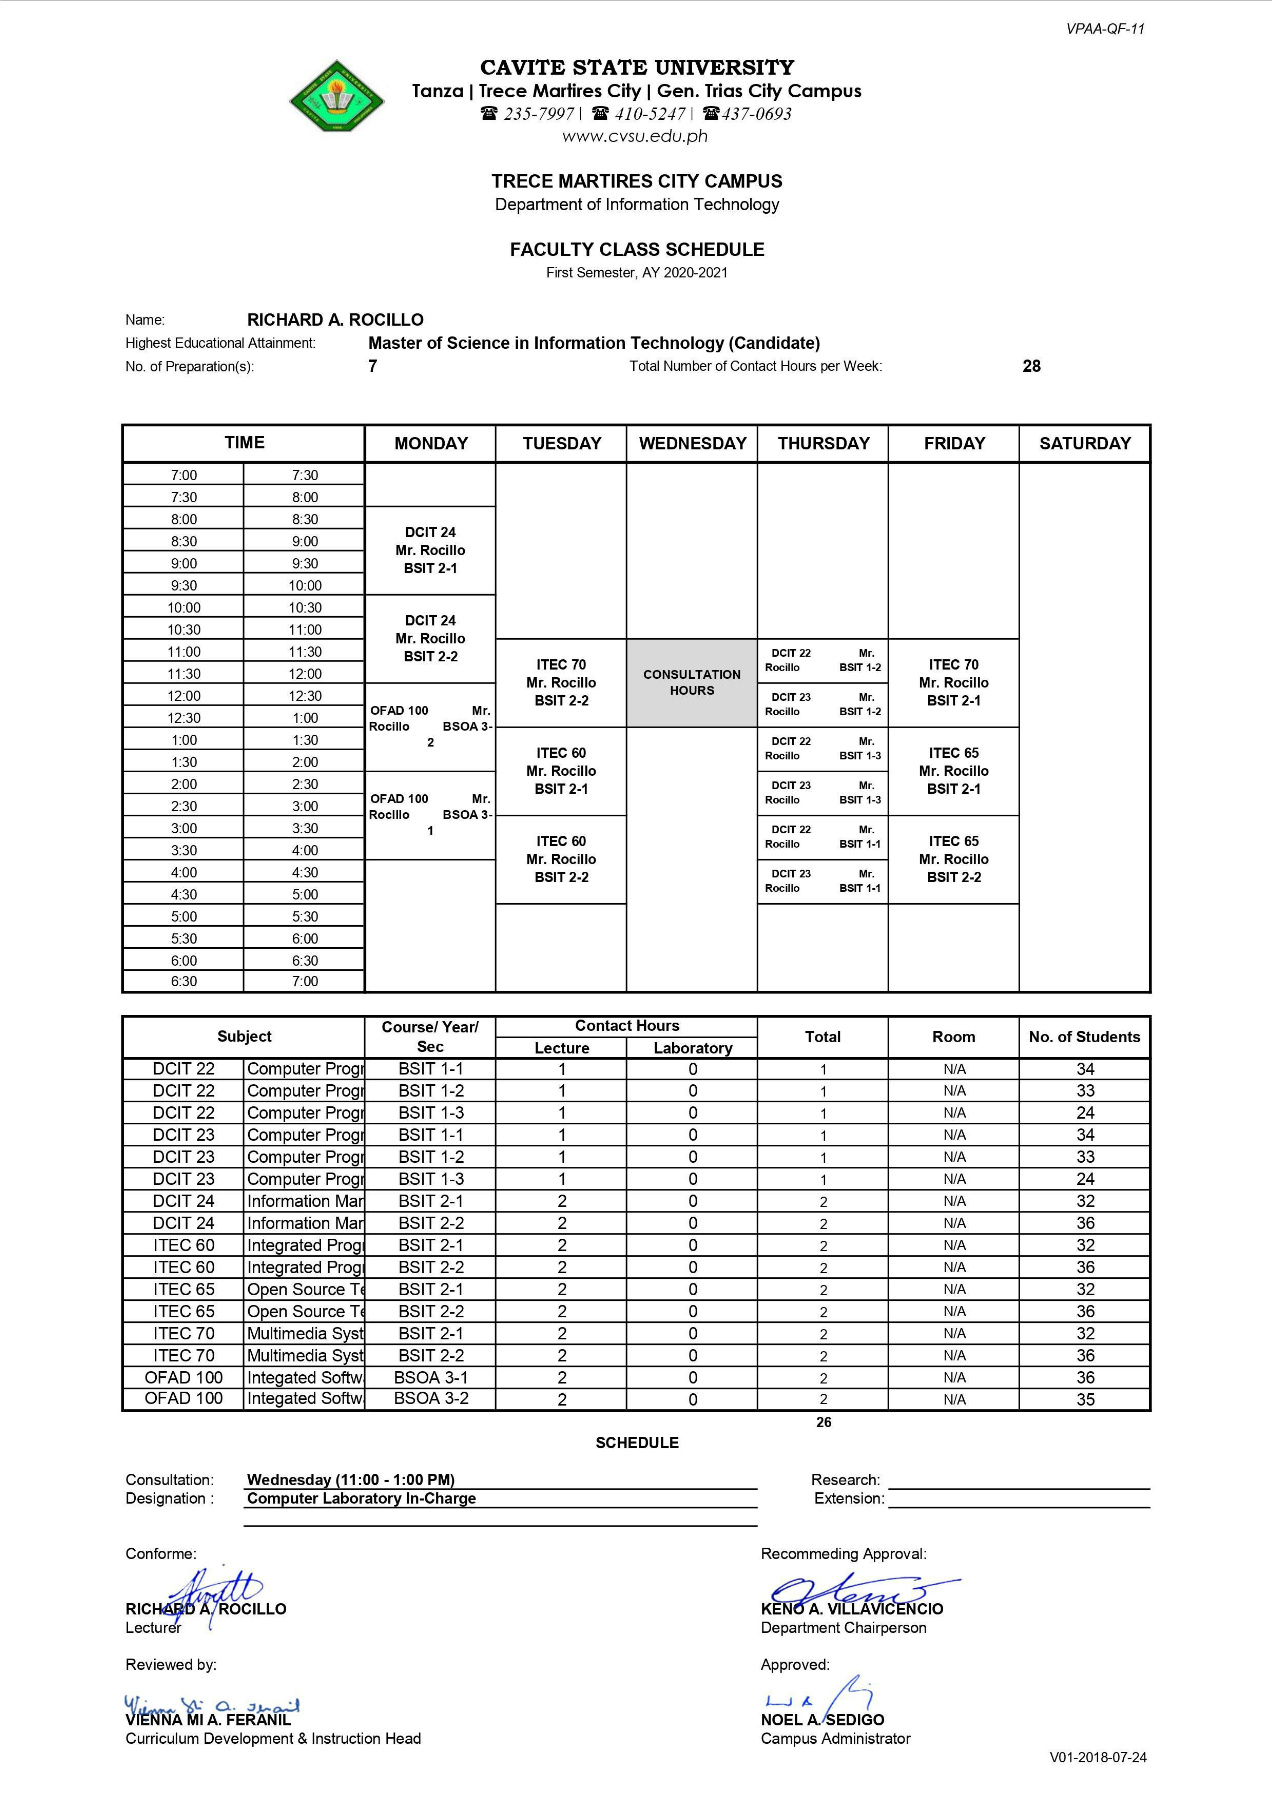 VPAA-QF-11
CAVITE STATE UNIVERSITY
Tanza | Trece Martires City | Gen. Trias City Campus
☎ 235-7997 | ☎ 410-5247 | ☎437-0693
www.cvsu.edu.ph
TRECE MARTIRES CITY CAMPUS
Department of Information Technology
FACULTY CLASS SCHEDULE
First Semester, AY 2020-2021
Name: RICHARD A. ROCILLO
Highest Educational Attainment: Master of Science in Information Technology (Candidate)
No. of Preparation(s): 7 Total Number of Contact Hours per Week: 28
TIME MONDAY TUESDAY WEDNESDAY THURSDAY FRIDAY SATURDAY
7:00 7:30
7:30 8:00
8:00 8:30
8:30 9:00
9:00 9:30
9:30 10:00
10:00 10:30
10:30 11:00
11:00 11:30
11:30 12:00
12:00 12:30
12:30 1:00
1:00 1:30
1:30 2:00
2:00 2:30
2:30 3:00
3:00 3:30
3:30 4:00
4:00 4:30
4:30 5:00
5:00 5:30
5:30 6:00
6:00 6:30
6:30 7:00
DCIT 24
Mr. Rocillo
BSIT 2-1
DCIT 24
Mr. Rocillo
BSIT 2-2
OFAD 100 Mr.
Rocillo BSOA 3-
2
OFAD 100 Mr.
Rocillo BSOA 3-
1
ITEC 70
Mr. Rocillo
BSIT 2-2
ITEC 60
Mr. Rocillo
BSIT 2-1
ITEC 60
Mr. Rocillo
BSIT 2-2
CONSULTATION
HOURS
DCIT 22 Mr.
Rocillo BSIT 1-2
DCIT 23 Mr.
Rocillo BSIT 1-2
DCIT 22 Mr.
Rocillo BSIT 1-3
DCIT 23 Mr.
Rocillo BSIT 1-3
DCIT 22 Mr.
Rocillo BSIT 1-1
DCIT 23 Mr.
Rocillo BSIT 1-1
ITEC 70
Mr. Rocillo
BSIT 2-1
ITEC 65
Mr. Rocillo
BSIT 2-1
ITEC 65
Mr. Rocillo
BSIT 2-2
Subject Course/ Year/ Sec Contact Hours Total Room No. of Students
Lecture Laboratory
DCIT 22 Computer Progr BSIT 1-1 1 0 1 N/A 34
DCIT 22 Computer Progr BSIT 1-2 1 0 1 N/A 33
DCIT 22 Computer Progr BSIT 1-3 1 0 1 N/A 24
DCIT 23 Computer Progr BSIT 1-1 1 0 1 N/A 34
DCIT 23 Computer Progr BSIT 1-2 1 0 1 N/A 33
DCIT 23 Computer Progr BSIT 1-3 1 0 1 N/A 24
DCIT 24 Information Mar BSIT 2-1 2 0 2 N/A 32
DCIT 24 Information Mar BSIT 2-2 2 0 2 N/A 36
ITEC 60 Integrated Progr BSIT 2-1 2 0 2 N/A 32
ITEC 60 Integrated Progr BSIT 2-2 2 0 2 N/A 36
ITEC 65 Open Source Te BSIT 2-1 2 0 2 N/A 32
ITEC 65 Open Source Te BSIT 2-2 2 0 2 N/A 36
ITEC 70 Multimedia Syst BSIT 2-1 2 0 2 N/A 32
ITEC 70 Multimedia Syst BSIT 2-2 2 0 2 N/A 36
OFAD 100 Integated Softw BSOA 3-1 2 0 2 N/A 36
OFAD 100 Integated Softw BSOA 3-2 2 0 2 N/A 35
26
SCHEDULE
Consultation: Wednesday (11:00 - 1:00 PM) Research:
Designation : Computer Laboratory In-Charge Extension:
Conforme: Recommeding Approval:
RICHARD A. ROCILLO KENO A. VILLAVICENCIO
Lecturer Department Chairperson
Reviewed by: Approved:
VIENNA MI A. FERANIL NOEL A. SEDIGO
Curriculum Development & Instruction Head Campus Administrator
V01-2018-07-24